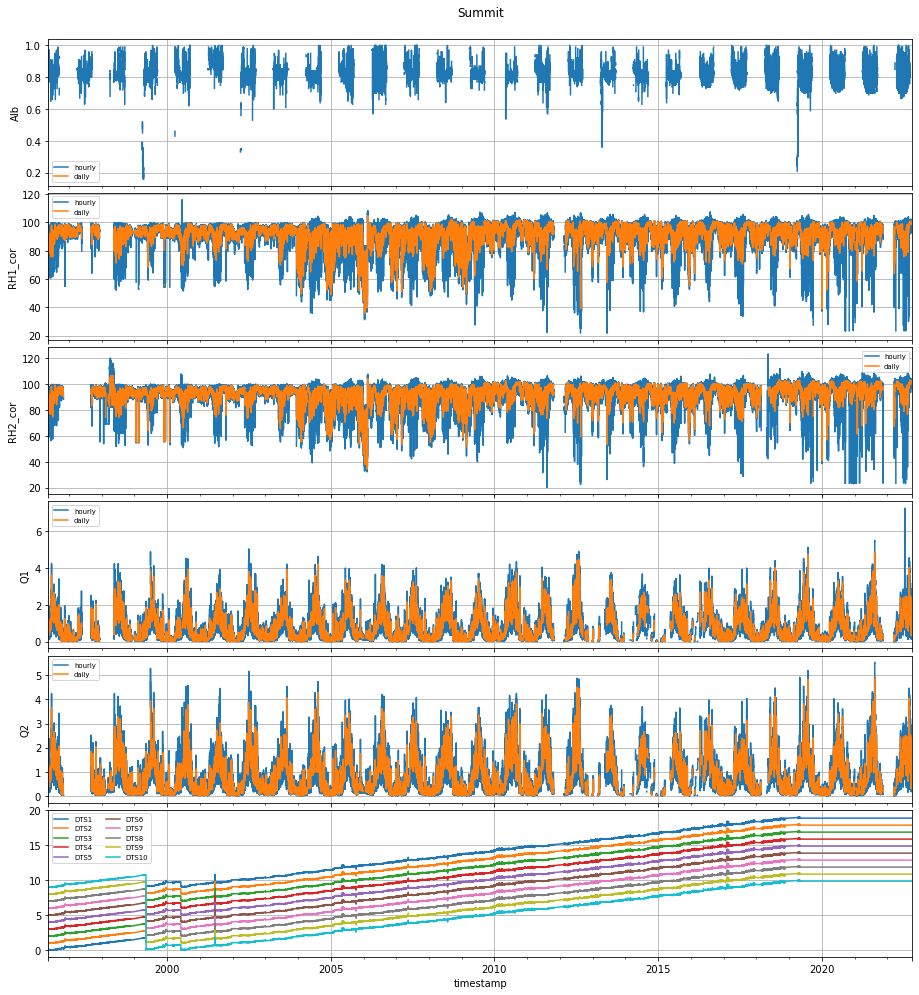 Summit
Alb
1.0
0.8
0.6
0.4
0.2
hourly
daily
RH1_cor
120
100
80
60
40
20
hourly
daily
RH2_cor
120
100
80
60
40
20
hourly
daily
Q1
6
4
2
0
hourly
daily
Q2
5
4
3
2
1
0
hourly
daily
20
15
10
5
0
DTS1 DTS6
DTS2 DTS7
DTS3 DTS8
DTS4 DTS9
DTS5 DTS10
2000 2005 2010 2015 2020
timestamp